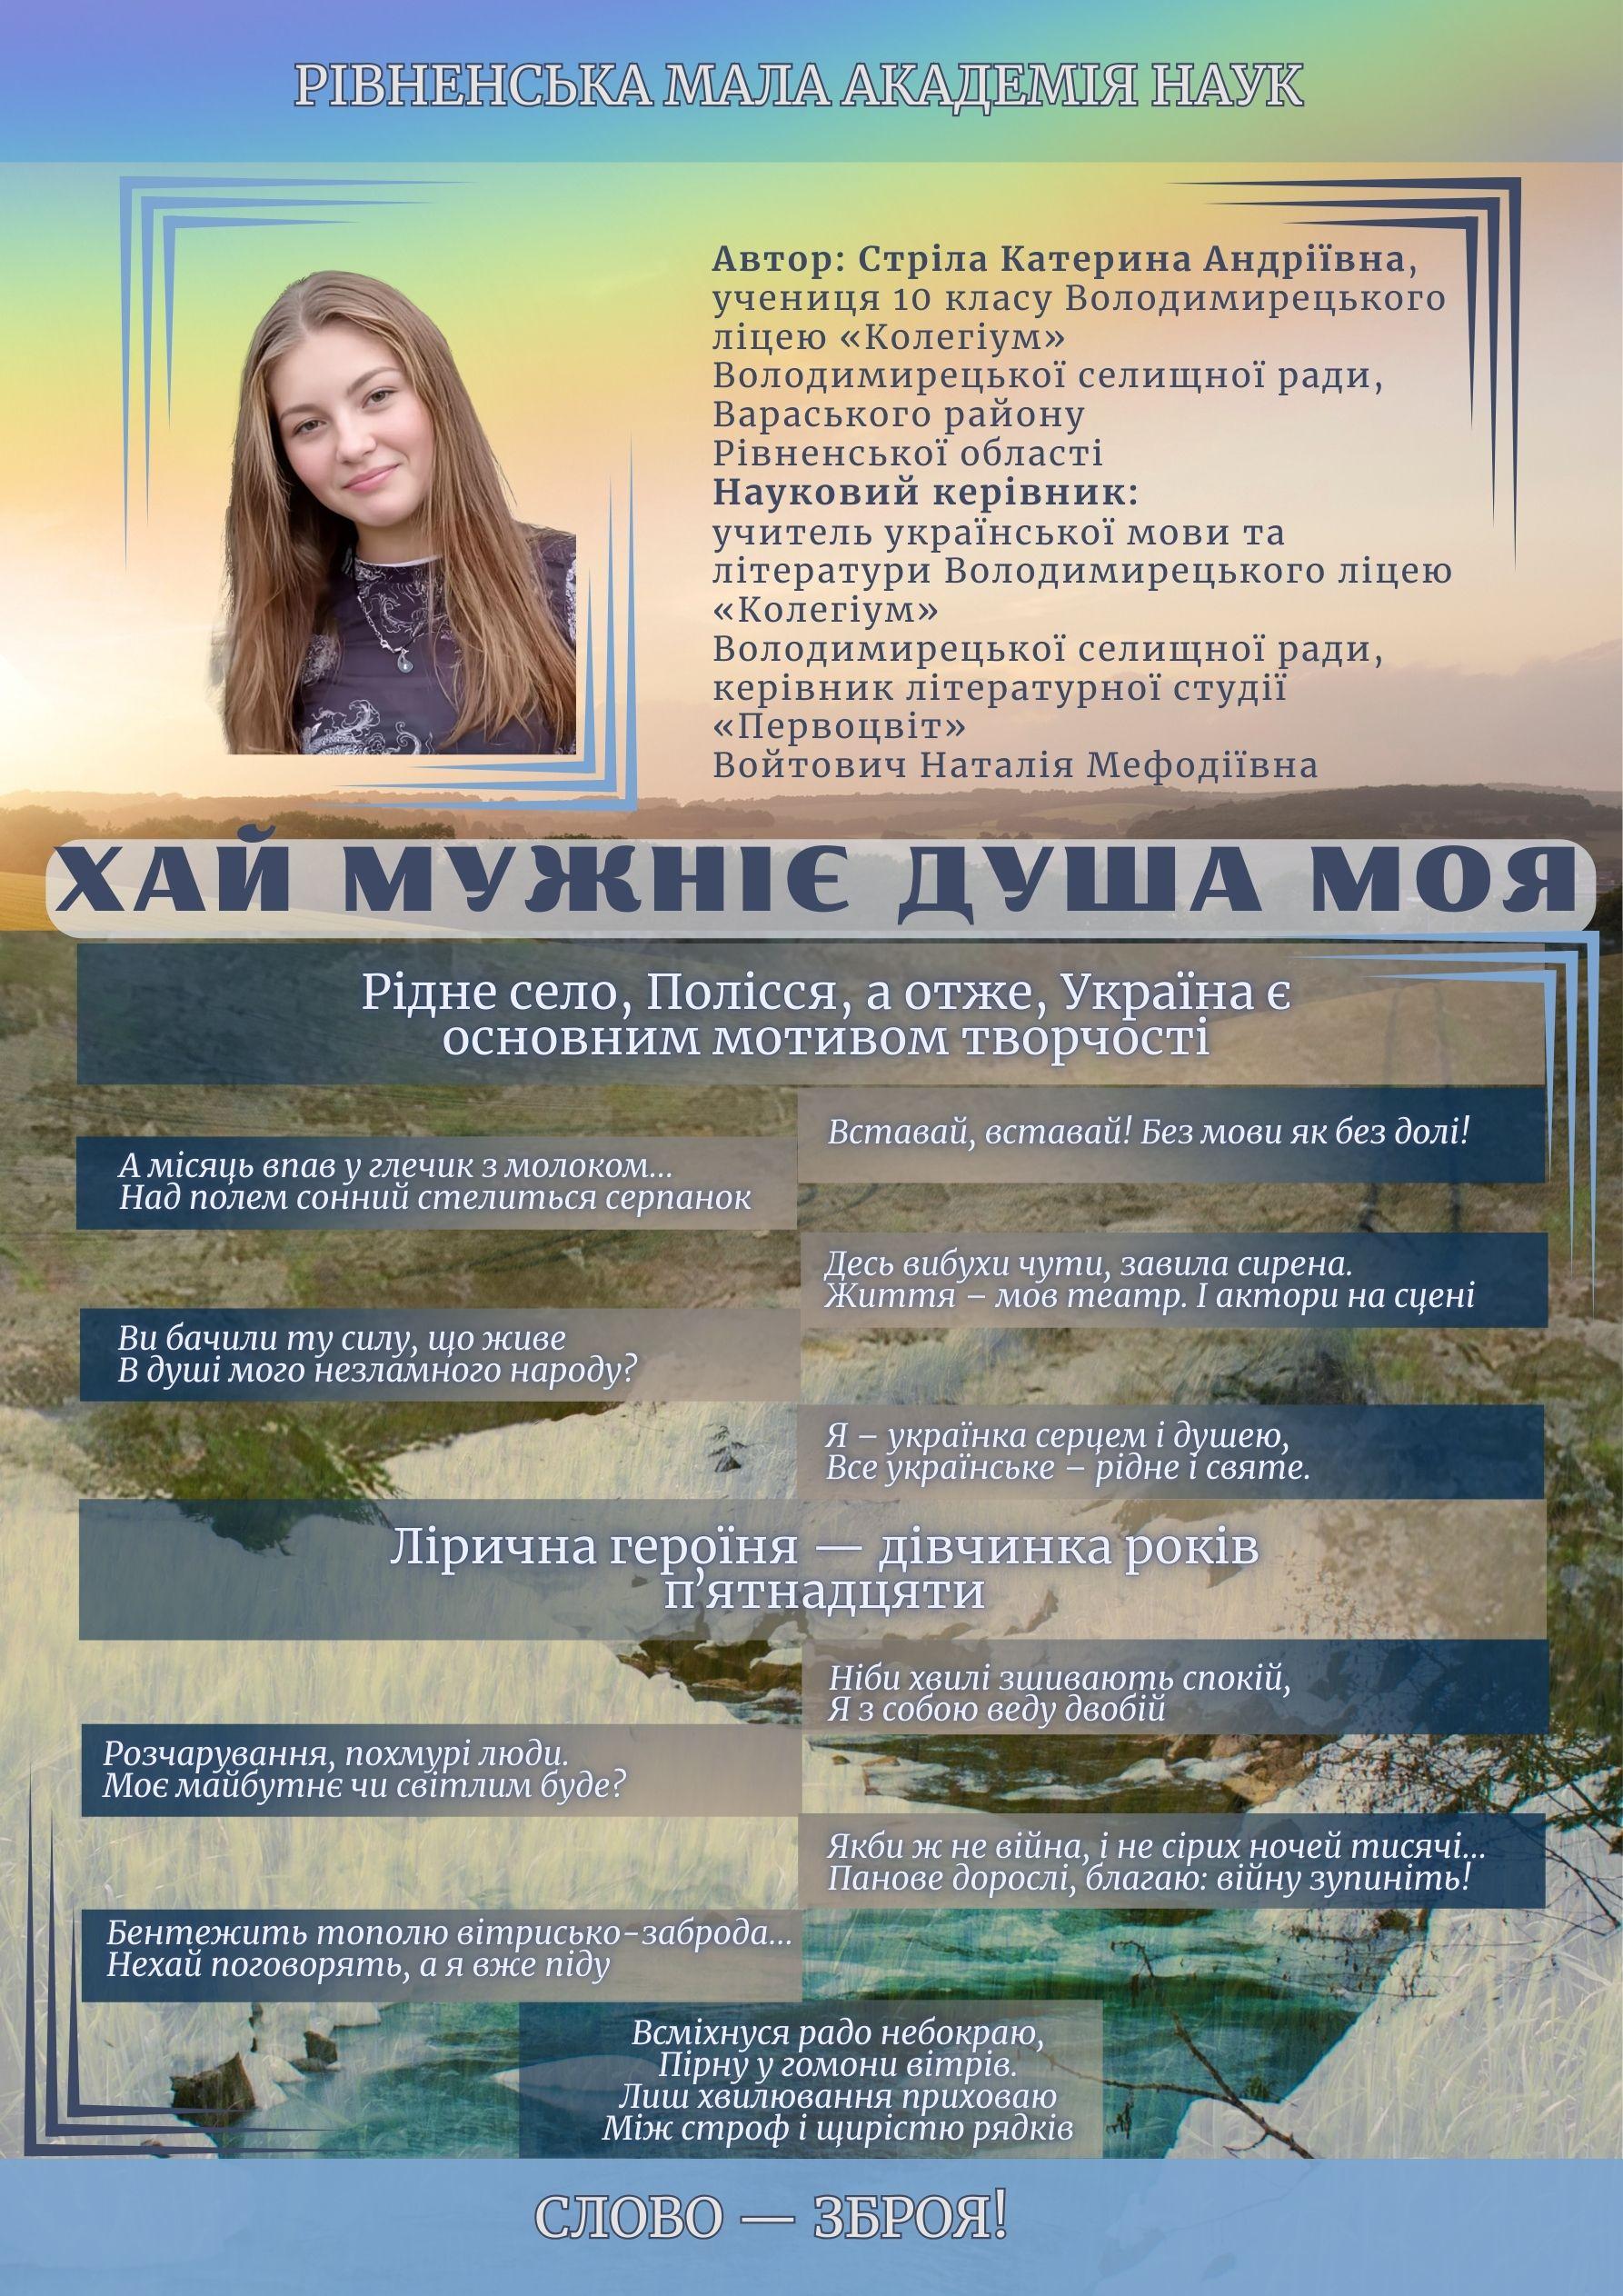 РІВНЕНСЬКА МАЛА АКАДЕМІЯ НАУК
Автор: Стріла Катерина Андріївна,
учениця 10 класу Володимирецького
ліцею «Колегіум»
Володимирецької селищної ради,
Вараського району
Рівненської області
Науковий керівник:
учитель української мови та
літератури Володимирецького ліцею
«Колегіум»
Володимирецької селищної ради,
керівник літературної студії
«Первоцвіт»
Войтович Наталія Мефодіївна
ХАЙ МУЖНІЄ ДУША МОЯ
Рідне село, Полісся, а отже, Україна є
основним мотивом творчості
Вставай, вставай! Без мови як без долі!
А місяць впав у глечик з молоком...
Над полем сонний стелиться серпанок
Десь вибухи чути, завила сирена.
Життя – мов театр. І актори на сцені
Ви бачили ту силу, що живе
В душі мого незламного народу?
Я – українка серцем і душею,
Все українське – рідне і святе.
Лірична героїня — дівчинка років
п’ятнадцяти
Ніби хвилі зшивають спокій,
Я з собою веду двобій
Розчарування, похмурі люди.
Моє майбутнє чи світлим буде?
Якби ж не війна, і не сірих ночей тисячі...
Панове дорослі, благаю: війну зупиніть!
Бентежить тополю вітрисько-заброда...
Нехай поговорять, а я вже піду
Всміхнуся радо небокраю,
Пірну у гомони вітрів.
Лиш хвилювання приховаю
Між строф і щирістю рядків
СЛОВО — ЗБРОЯ!